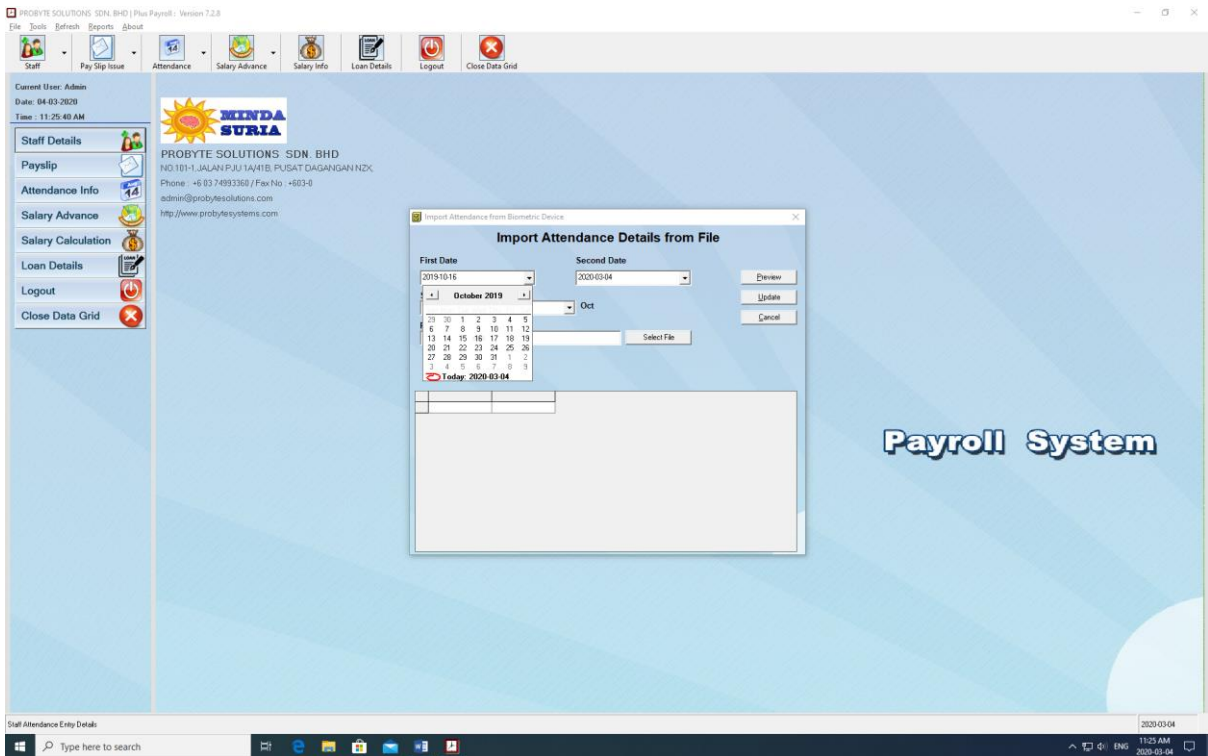 PROBYTE SOLUTIONS SDN. BHD | Plus Payroll : Version 7.2.8
File Tools Refresh Reports About
Staff Pay Slip Issue Attendance Salary Advance Salary Info Loan Details Logout Close Data Grid
Current User: Admin
Date: 04-03-2020
Time : 11:25:40 AM
Staff Details
Payslip
Attendance Info
Salary Advance
Salary Calculation
Loan Details
Logout
Close Data Grid
MINDA
SURIA
PROBYTE SOLUTIONS SDN. BHD
NO.101-1, JALAN PJU 1A/41B, PUSAT DAGANGAN NZX,
Phone : +6 03 74993360 / Fax No : +603-0
admin@probytesolutions.com
http://www.probytesystems.com
Import Attendance from Biometric Device
Import Attendance Details from File
First Date Second Date
2019-10-16 2020-03-04 Preview
October 2019 Oct Update
Cancel
29 30 1 2 3 4 5
6 7 8 9 10 11 12
13 14 15 16 17 18 19
20 21 22 23 24 25 26
27 28 29 30 31 1 2
3 4 5 6 7 8 9
Today: 2020-03-04
Select File
Payroll System
Staff Attendance Entry Details 2020-03-04
Type here to search
ENG 11:25 AM
2020-03-04